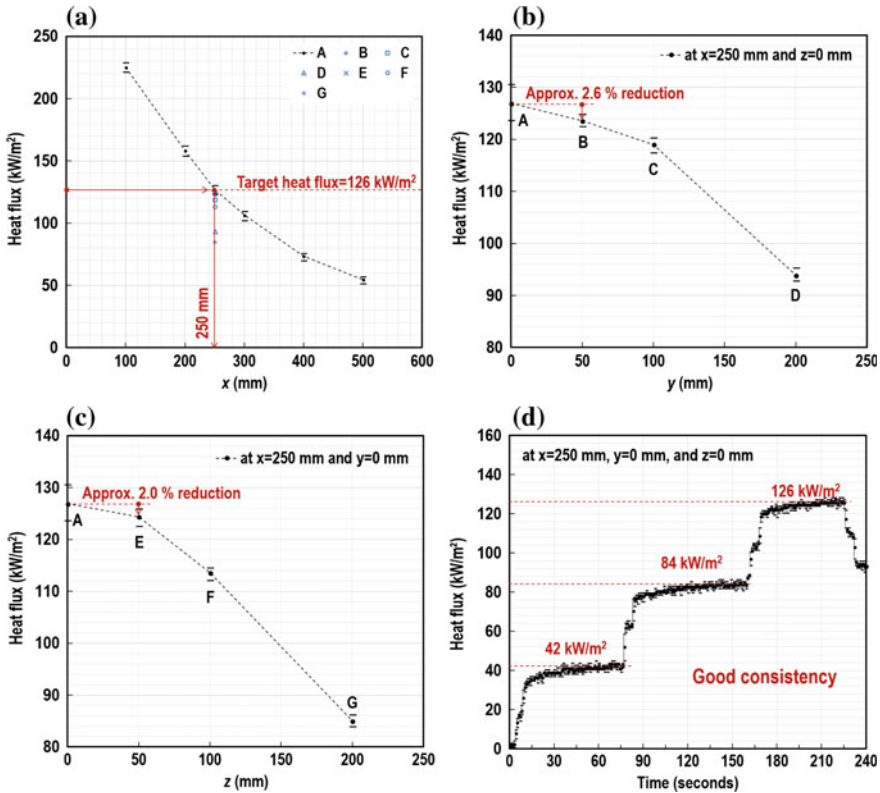 (a)
250
200
150
100
50
0
Heat flux (kW/m²)
A B C
D E F
G
Target heat flux=126 kW/m²
250 mm
0 100 200 300 400 500 600
x (mm)
(b)
140
130
120
110
100
90
80
Heat flux (kW/m²)
at x=250 mm and z=0 mm
Approx. 2.6 % reduction
A
B
C
D
0 50 100 150 200 250
y (mm)
(c)
140
130
120
110
100
90
80
Heat flux (kW/m²)
at x=250 mm and y=0 mm
Approx. 2.0 % reduction
A
E
F
G
0 50 100 150 200 250
z (mm)
(d)
160
140
120
100
80
60
40
20
0
Heat flux (kW/m²)
at x=250 mm, y=0 mm, and z=0 mm
126 kW/m²
84 kW/m²
42 kW/m²
Good consistency
0 30 60 90 120 150 180 210 240
Time (seconds)